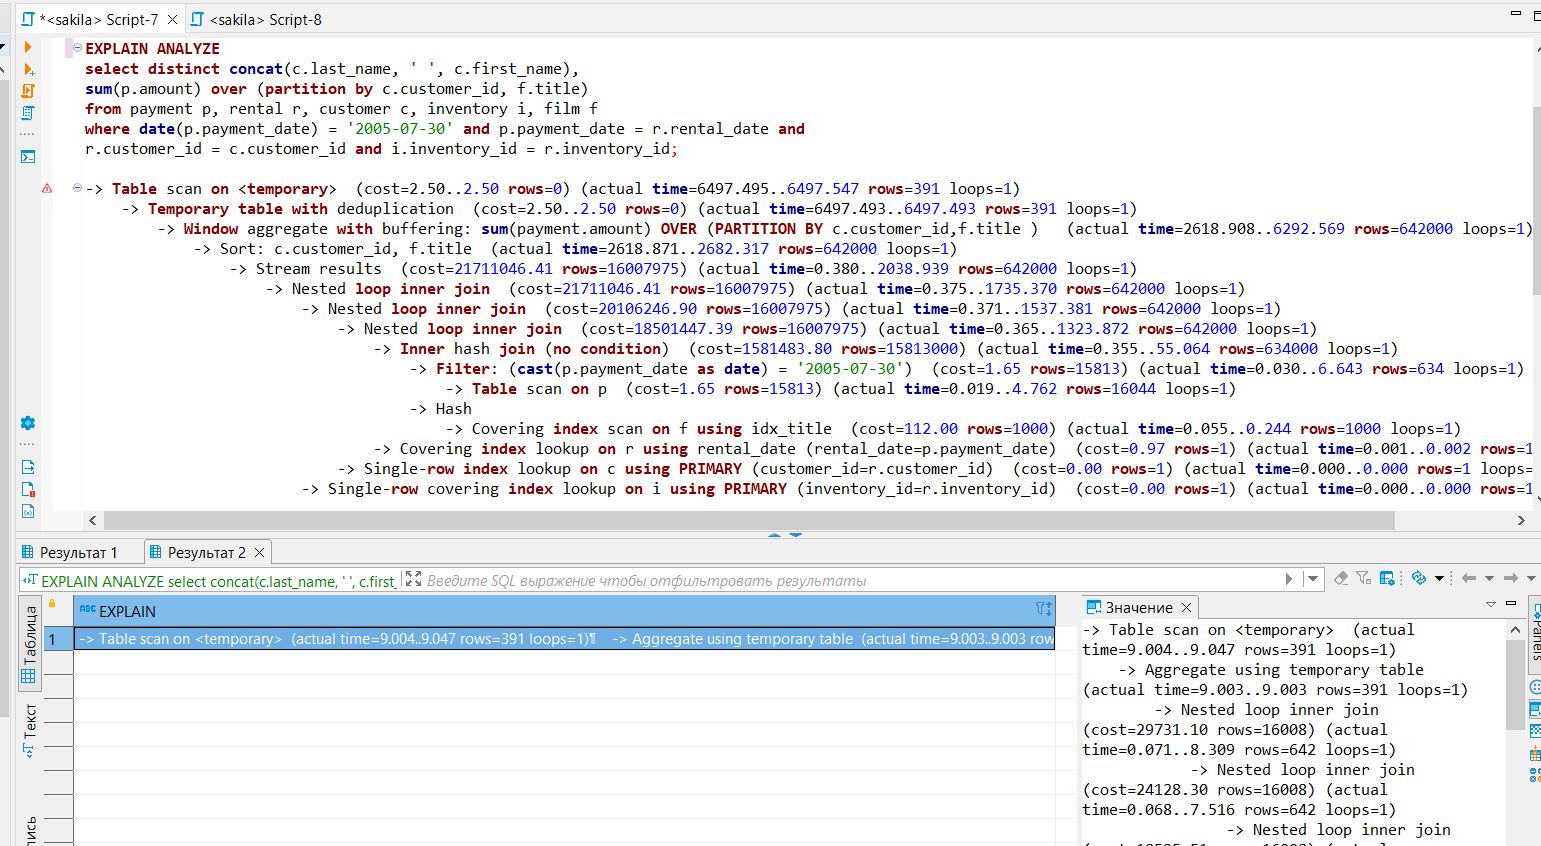 *<sakila> Script-7
<sakila> Script-8
EXPLAIN ANALYZE
select distinct concat(c.last_name, ' ', c.first_name),
sum(p.amount) over (partition by c.customer_id, f.title)
from payment p, rental r, customer c, inventory i, film f
where date(p.payment_date) = '2005-07-30' and p.payment_date = r.rental_date and
r.customer_id = c.customer_id and i.inventory_id = r.inventory_id;
-> Table scan on <temporary>  (cost=2.50..2.50 rows=0) (actual time=6497.495..6497.547 rows=391 loops=1)
-> Temporary table with deduplication  (cost=2.50..2.50 rows=0) (actual time=6497.493..6497.493 rows=391 loops=1)
-> Window aggregate with buffering: sum(payment.amount) OVER (PARTITION BY c.customer_id,f.title )   (actual time=2618.908..6292.569 rows=642000 loops=1)
-> Sort: c.customer_id, f.title  (actual time=2618.871..2682.317 rows=642000 loops=1)
-> Stream results  (cost=21711046.41 rows=16007975) (actual time=0.380..2038.939 rows=642000 loops=1)
-> Nested loop inner join  (cost=21711046.41 rows=16007975) (actual time=0.375..1735.370 rows=642000 loops=1)
-> Nested loop inner join  (cost=20106246.90 rows=16007975) (actual time=0.371..1537.381 rows=642000 loops=1)
-> Nested loop inner join  (cost=18501447.39 rows=16007975) (actual time=0.365..1323.872 rows=642000 loops=1)
-> Inner hash join (no condition)  (cost=1581483.80 rows=15813000) (actual time=0.355..55.064 rows=634000 loops=1)
-> Filter: (cast(p.payment_date as date) = '2005-07-30')  (cost=1.65 rows=15813) (actual time=0.030..6.643 rows=634 loops=1)
-> Table scan on p  (cost=1.65 rows=15813) (actual time=0.019..4.762 rows=16044 loops=1)
-> Hash
-> Covering index scan on f using idx_title  (cost=112.00 rows=1000) (actual time=0.055..0.244 rows=1000 loops=1)
-> Covering index lookup on r using rental_date (rental_date=p.payment_date)  (cost=0.97 rows=1) (actual time=0.001..0.002 rows=1
-> Single-row index lookup on c using PRIMARY (customer_id=r.customer_id)  (cost=0.00 rows=1) (actual time=0.000..0.000 rows=1 loops=
-> Single-row covering index lookup on i using PRIMARY (inventory_id=r.inventory_id)  (cost=0.00 rows=1) (actual time=0.000..0.000 rows=1
Результат 1
Результат 2
EXPLAIN ANALYZE select concat(c.last_name, ' ', c.first_
Введите SQL выражение чтобы отфильтровать результаты
Таблица
Текст
ABC EXPLAIN
1
-> Table scan on <temporary>  (actual time=9.004..9.047 rows=391 loops=1)¶    -> Aggregate using temporary table  (actual time=9.003..9.003 row
Значение
-> Table scan on <temporary>  (actual
time=9.004..9.047 rows=391 loops=1)
-> Aggregate using temporary table
(actual time=9.003..9.003 rows=391 loops=1)
-> Nested loop inner join
(cost=29731.10 rows=16008) (actual
time=0.071..8.309 rows=642 loops=1)
-> Nested loop inner join
(cost=24128.30 rows=16008) (actual
time=0.068..7.516 rows=642 loops=1)
-> Nested loop inner join